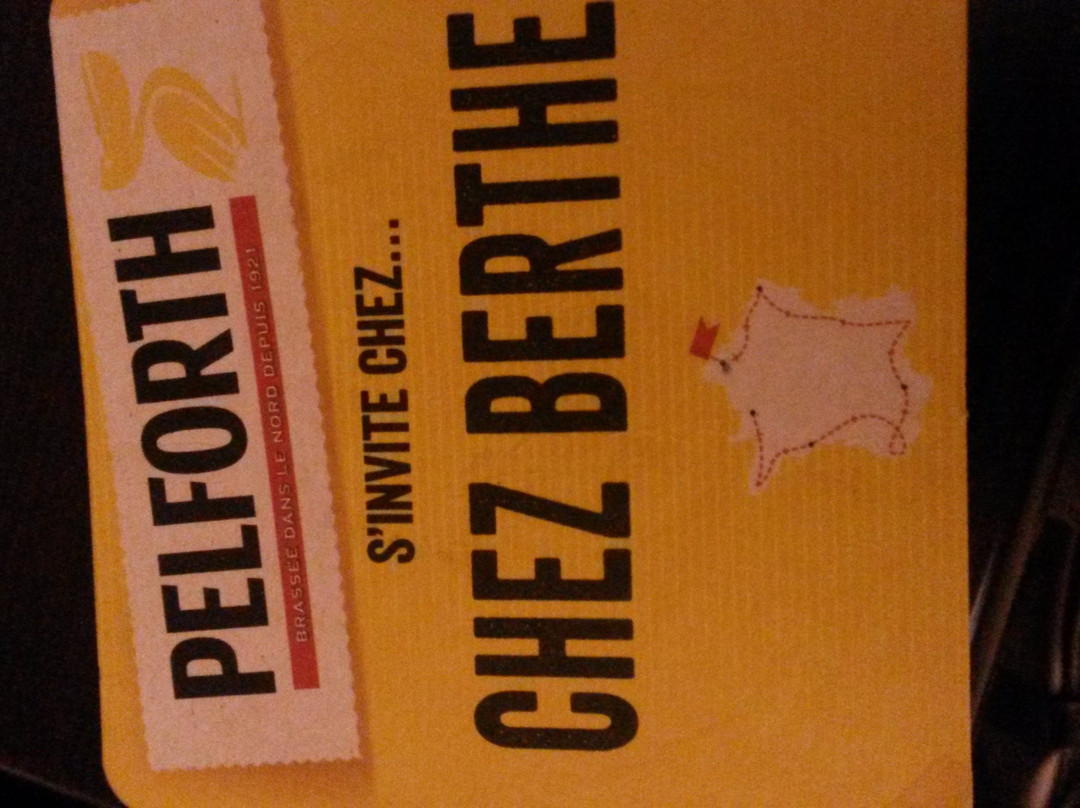 PELFORTH
BRASSÉE DANS LE NORD DEPUIS 1921
S'INVITE CHEZ...
CHEZ BERTHE